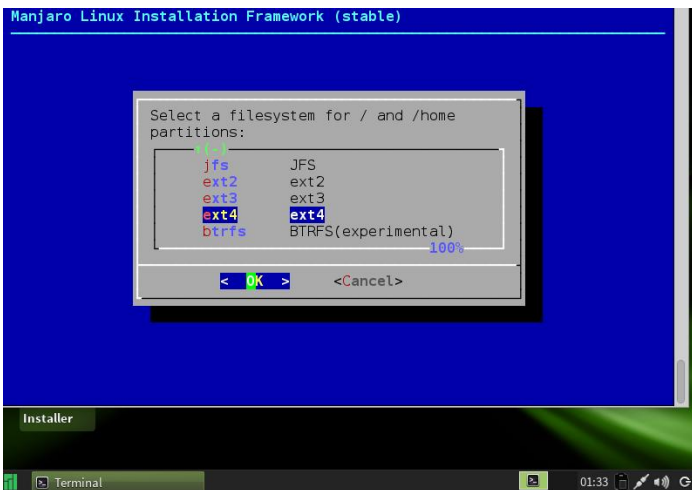 Manjaro Linux Installation Framework (stable)
Select a filesystem for / and /home
partitions:
↑(-)
jfs JFS
ext2 ext2
ext3 ext3
ext4 ext4
btrfs BTRFS(experimental)
100%
< OK > <Cancel>
Installer
Terminal 01:33